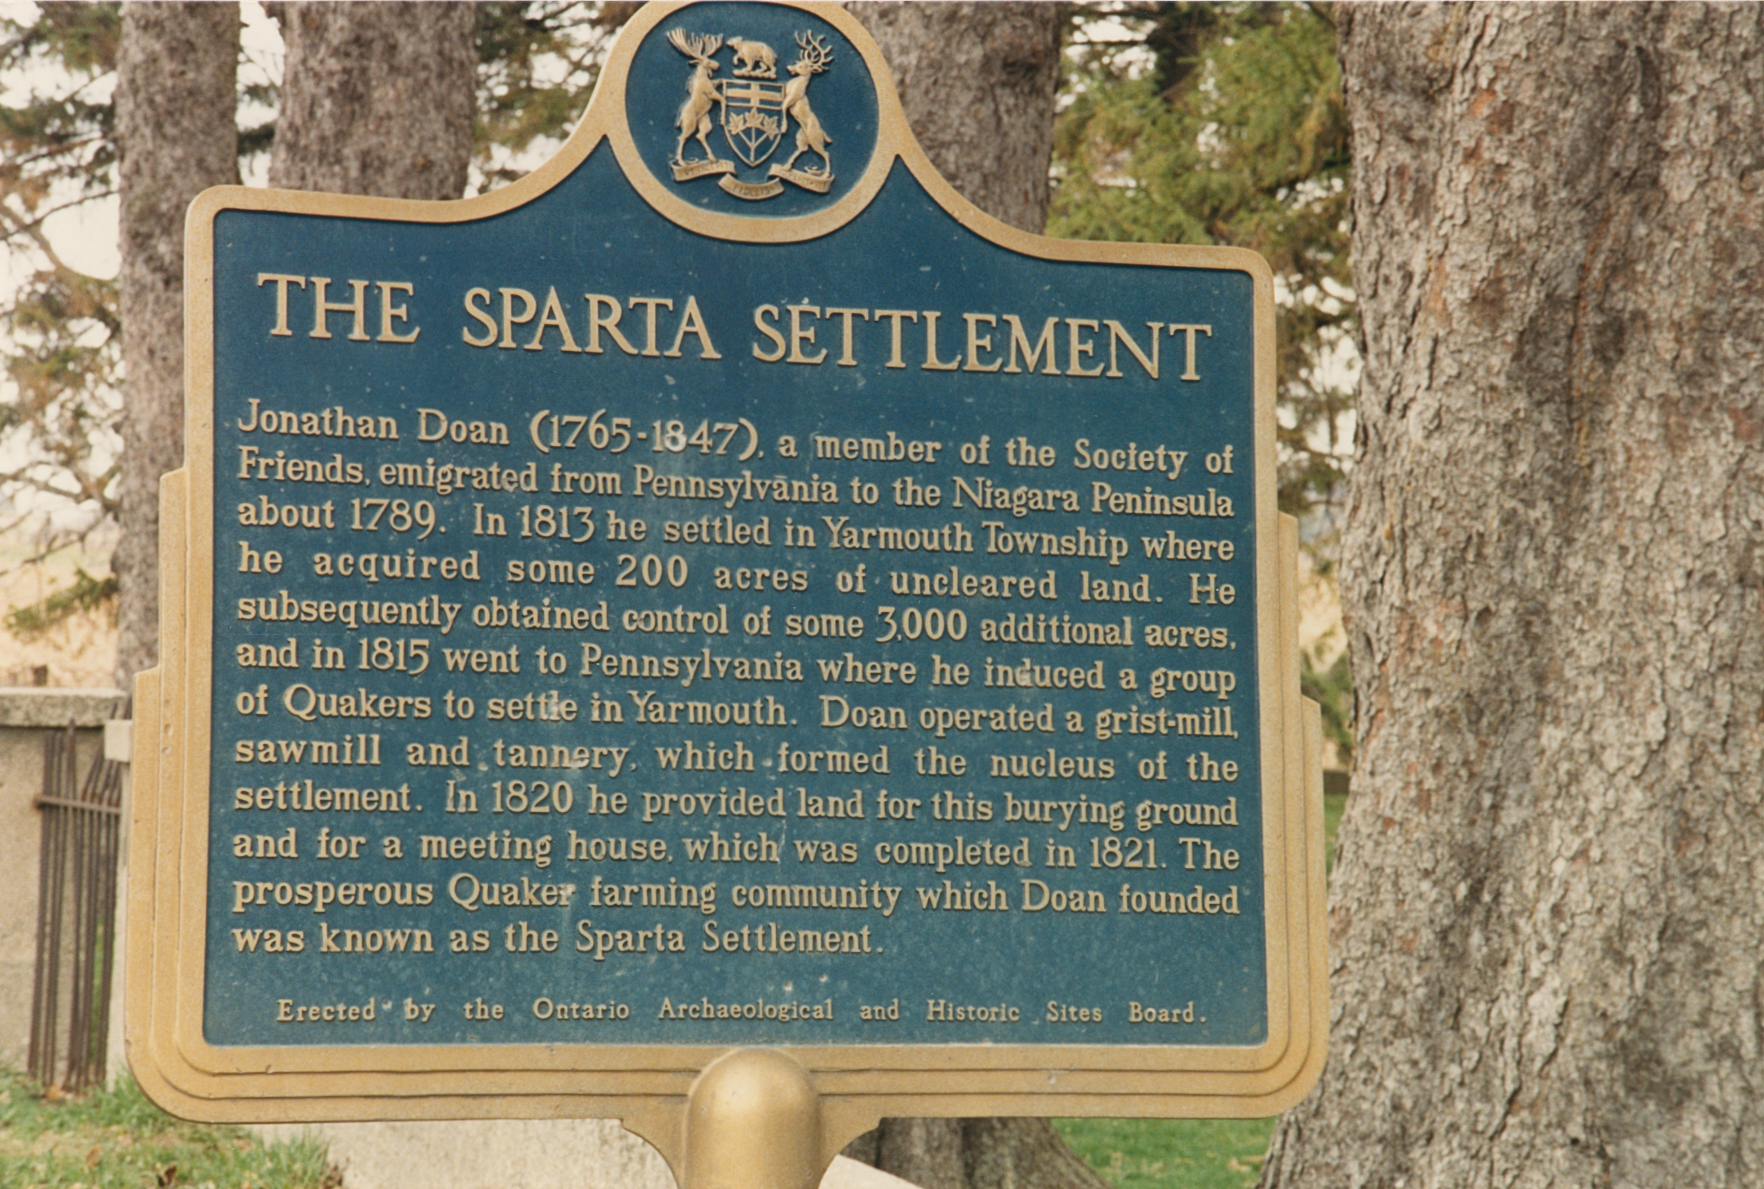 THE SPARTA SETTLEMENT
Jonathan Doan (1765-1847), a member of the Society of
Friends, emigrated from Pennsylvania to the Niagara Peninsula
about 1789. In 1813 he settled in Yarmouth Township where
he acquired some 200 acres of uncleared land. He
subsequently obtained control of some 3,000 additional acres,
and in 1815 went to Pennsylvania where he induced a group
of Quakers to settle in Yarmouth. Doan operated a grist-mill,
sawmill and tannery, which formed the nucleus of the
settlement. In 1820 he provided land for this burying ground
and for a meeting house, which was completed in 1821. The
prosperous Quaker farming community which Doan founded
was known as the Sparta Settlement.
Erected by the Ontario Archaeological and Historic Sites Board.